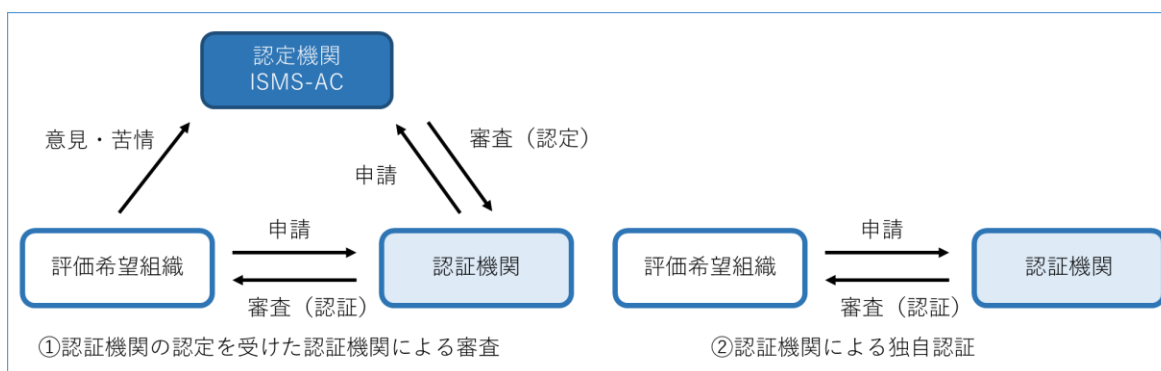 認定機関
ISMS-AC
意見・苦情
審査（認定）
申請
評価希望組織
申請
審査（認証）
認証機関
①認証機関の認定を受けた認証機関による審査
評価希望組織
申請
審査（認証）
認証機関
②認証機関による独自認証